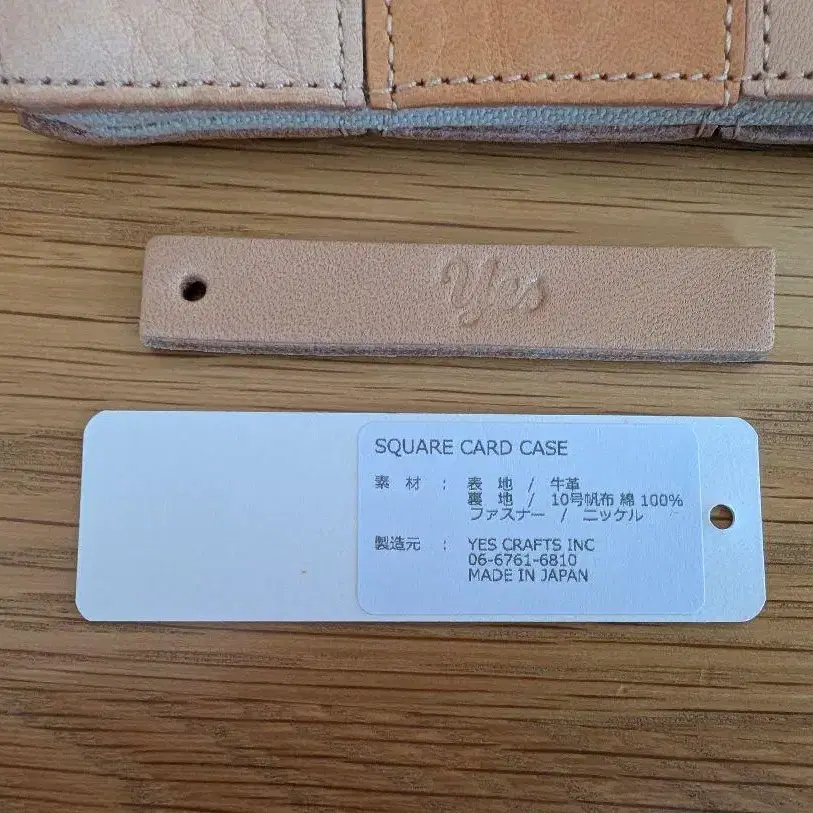 Yes
SQUARE CARD CASE
素 材 : 表 地 / 牛革
裏 地 / 10号帆布 綿 100%
ファスナー / ニッケル
製造元 : YES CRAFTS INC
06-6761-6810
MADE IN JAPAN